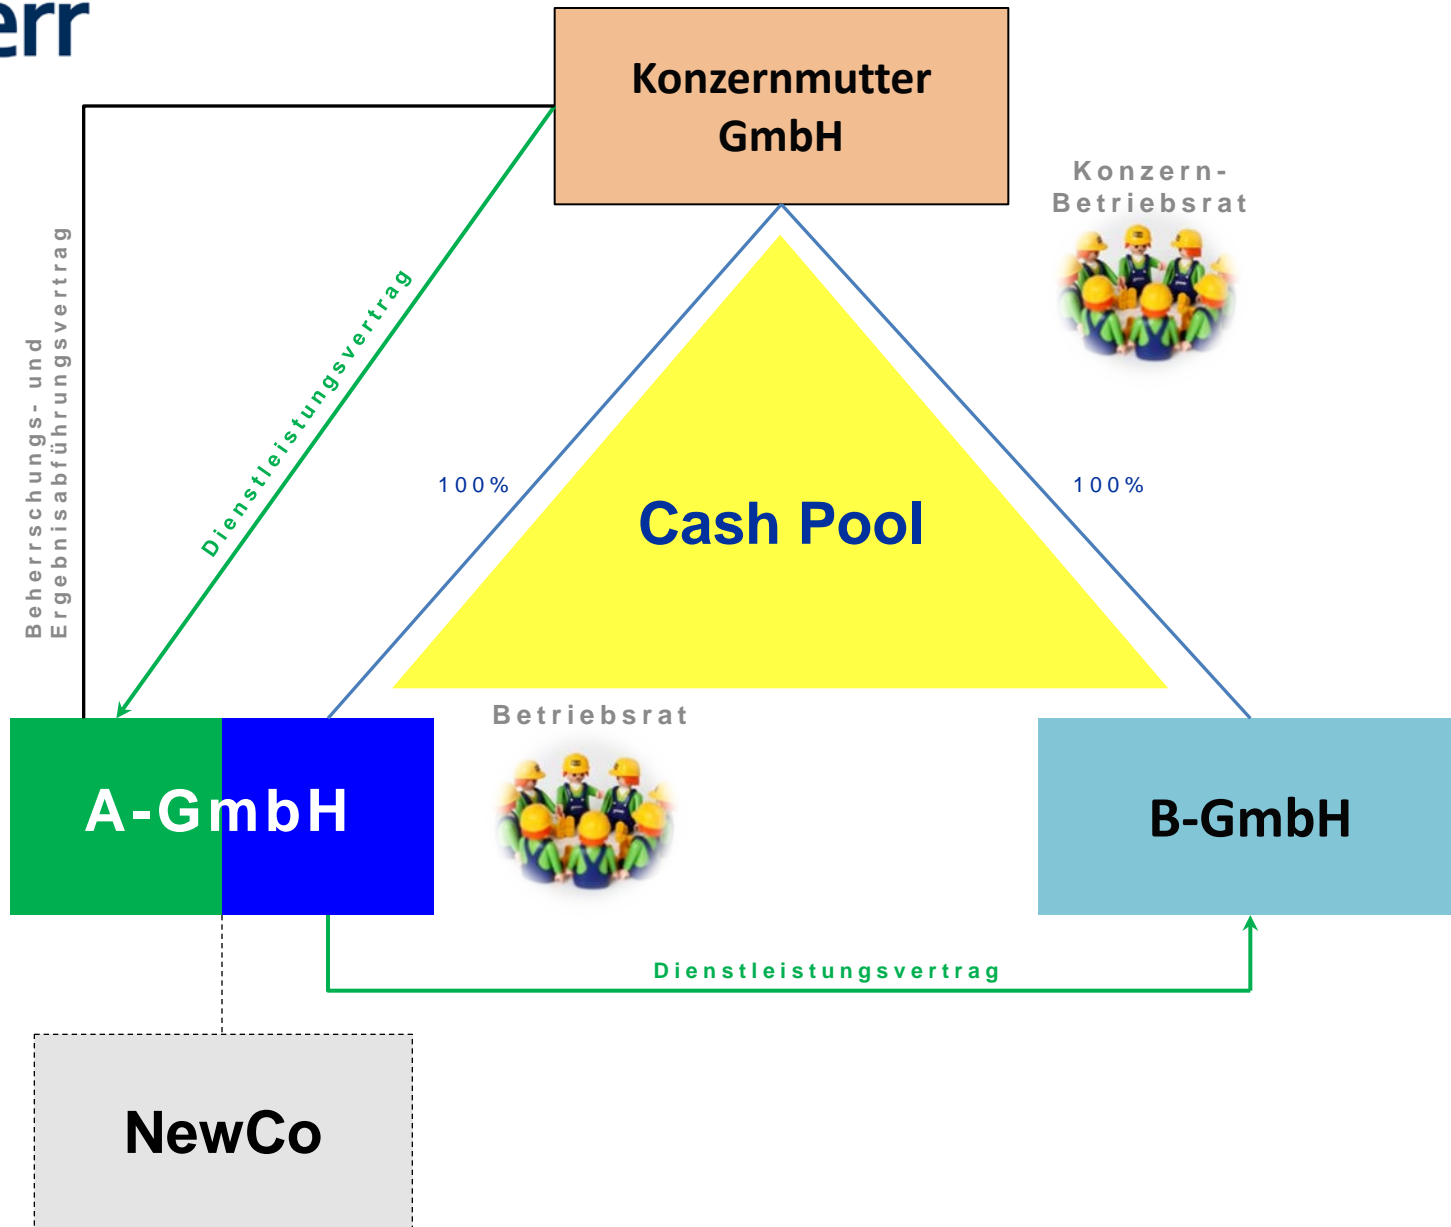 err
Konzernmutter
GmbH
Konzern-
Betriebsrat
Beherrschungs- und
Ergebnisabführungsvertrag
Dienstleistungsvertrag
100%
100%
Cash Pool
Betriebsrat
A-GmbH
B-GmbH
Dienstleistungsvertrag
NewCo